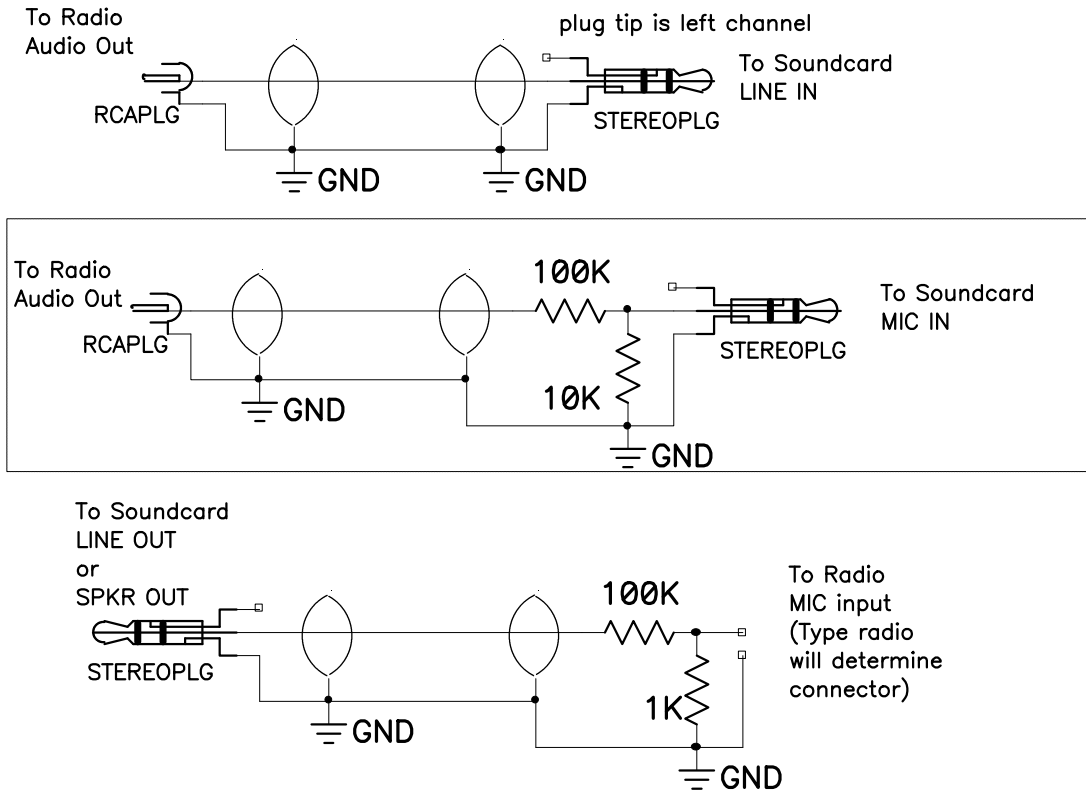 To Radio
Audio Out
plug tip is left channel
To Soundcard
LINE IN
RCAPLG
STEREOPLG
GND
GND
To Radio
Audio Out
100K
To Soundcard
MIC IN
RCAPLG
STEREOPLG
10K
GND
GND
To Soundcard
LINE OUT
or
SPKR OUT
100K
To Radio
MIC input
(Type radio
will determine
connector)
STEREOPLG
1K
GND
GND